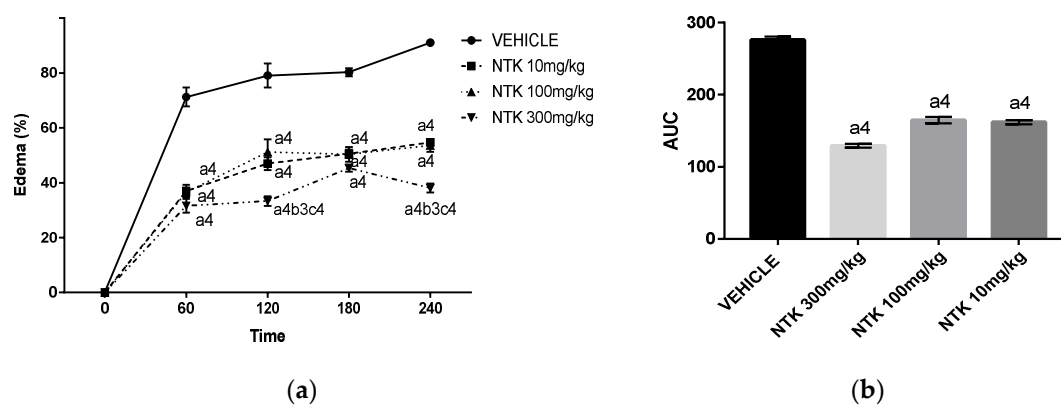 Edema (%)
80
60
40
20
0
0 60 120 180 240
Time
VEHICLE
NTK 10mg/kg
NTK 100mg/kg
NTK 300mg/kg
a4 a4 a4 a4
a4 a4 a4 a4
a4 a4b3c4 a4 a4b3c4
(a)
AUC
300
200
100
0
a4 a4 a4
VEHICLE
NTK 300mg/kg
NTK 100mg/kg
NTK 10mg/kg
(b)